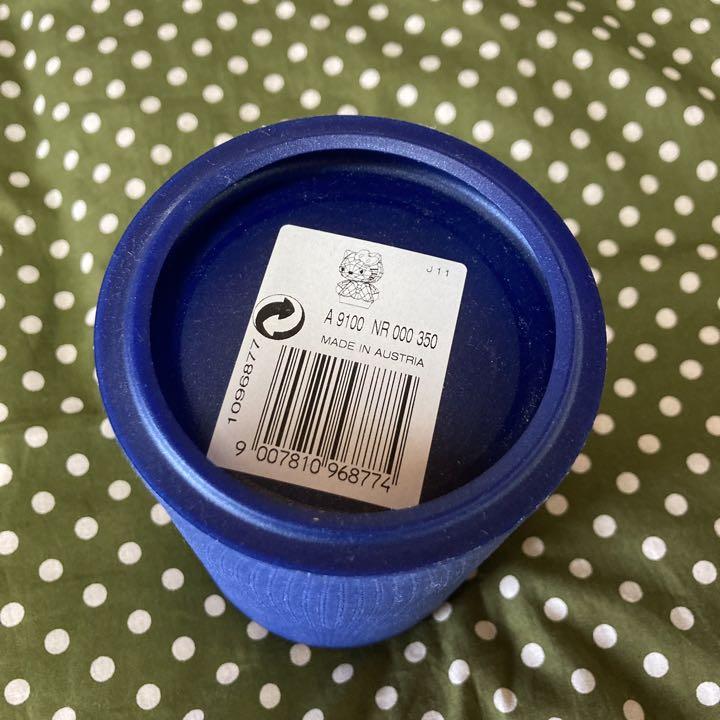 J 11
A 9100 NR 000 350
MADE IN AUSTRIA
1096877
9 007810 968774